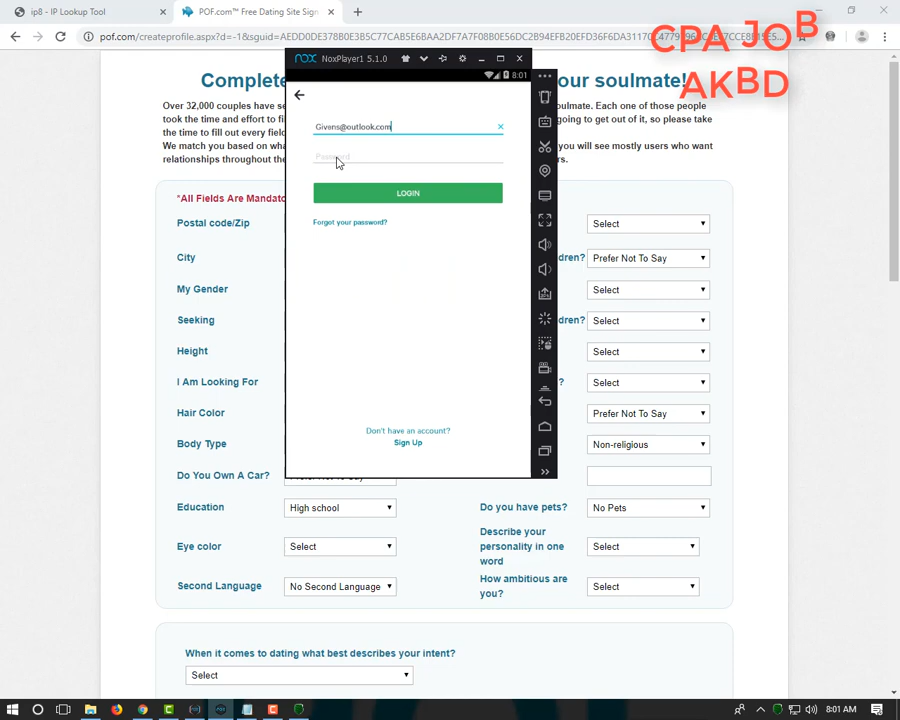 ip8 - IP Lookup Tool
POF.com™ Free Dating Site Sign
pof.com/createprofile.aspx?d=-1&sguid=AEDD0DE378B0E3B5C77CAB5E6BAA
CPA JOB
AKBD
Complete
our soulmate!
Over 32,000 couples have se
oulmate. Each one of those people
took the time and effort to fil
going to get out of it, so please take
the time to fill out every field
We match you based on wha
you will see mostly users who want
relationships throughout the
NoxPlayer1 5.1.0
8:01
Givens@outlook.com
Password
LOGIN
Forgot your password?
Don't have an account?
Sign Up
*All Fields Are Mandato
Postal code/Zip
Select
City
dren?
Prefer Not To Say
My Gender
Select
Seeking
dren?
Select
Height
Select
I Am Looking For
?
Select
Hair Color
Prefer Not To Say
Body Type
Non-religious
Do You Own A Car?
Education
High school
Do you have pets?
No Pets
Eye color
Select
Describe your
personality in one
word
Select
Second Language
No Second Language
How ambitious are
you?
Select
When it comes to dating what best describes your intent?
Select
8:01 AM